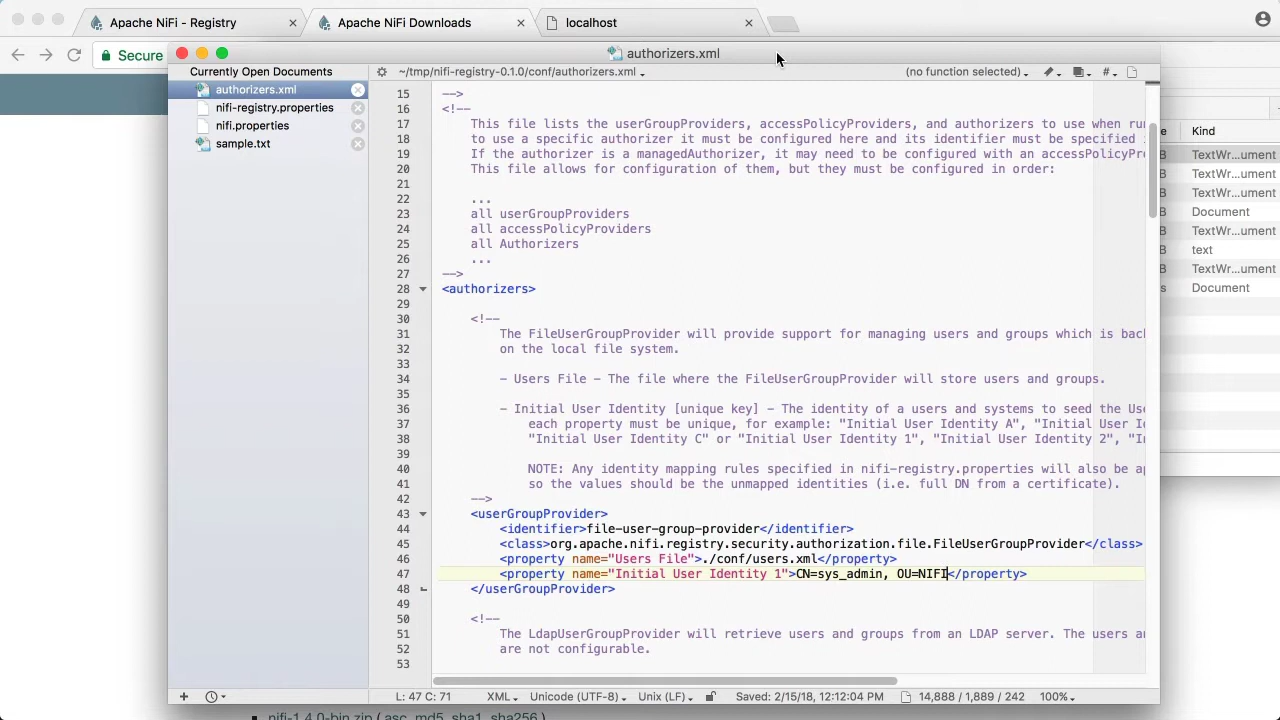 Apache NiFi - Registry
Apache NiFi Downloads
localhost
Secure
authorizers.xml
Currently Open Documents
authorizers.xml
nifi-registry.properties
nifi.properties
sample.txt
~/tmp/nifi-registry-0.1.0/conf/authorizers.xml
(no function selected)
#
15 -->
16 <!--
17 This file lists the userGroupProviders, accessPolicyProviders, and authorizers to use when ru
18 to use a specific authorizer it must be configured here and its identifier must be specified
19 If the authorizer is a managedAuthorizer, it may need to be configured with an accessPolicyPr
20 This file allows for configuration of them, but they must be configured in order:
21
22 ...
23 all userGroupProviders
24 all accessPolicyProviders
25 all Authorizers
26 ...
27 -->
28 <authorizers>
29
30 <!--
31 The FileUserGroupProvider will provide support for managing users and groups which is bac
32 on the local file system.
33
34 - Users File - The file where the FileUserGroupProvider will store users and groups.
35
36 - Initial User Identity [unique key] - The identity of a users and systems to seed the Use
37 each property must be unique, for example: "Initial User Identity A", "Initial User Id
38 "Initial User Identity C" or "Initial User Identity 1", "Initial User Identity 2", "In
39
40 NOTE: Any identity mapping rules specified in nifi-registry.properties will also be ap
41 so the values should be the unmapped identities (i.e. full DN from a certificate).
42 -->
43 <userGroupProvider>
44 <identifier>file-user-group-provider</identifier>
45 <class>org.apache.nifi.registry.security.authorization.file.FileUserGroupProvider</class>
46 <property name="Users File">./conf/users.xml</property>
47 <property name="Initial User Identity 1">CN=sys_admin, OU=NIFI</property>
48 </userGroupProvider>
49
50 <!--
51 The LdapUserGroupProvider will retrieve users and groups from an LDAP server. The users a
52 are not configurable.
53
L: 47 C: 71 XML Unicode (UTF-8) Unix (LF) Saved: 2/15/18, 12:12:04 PM 14,888 / 1,889 / 242 100%
e Kind
B TextWr...ument
B TextWr...ument
B TextWr...ument
B Document
B TextWr...ument
B text
B TextWr...ument
s Document
nifi-1.4.0-bin.zip ( asc, md5, sha1, sha256 )